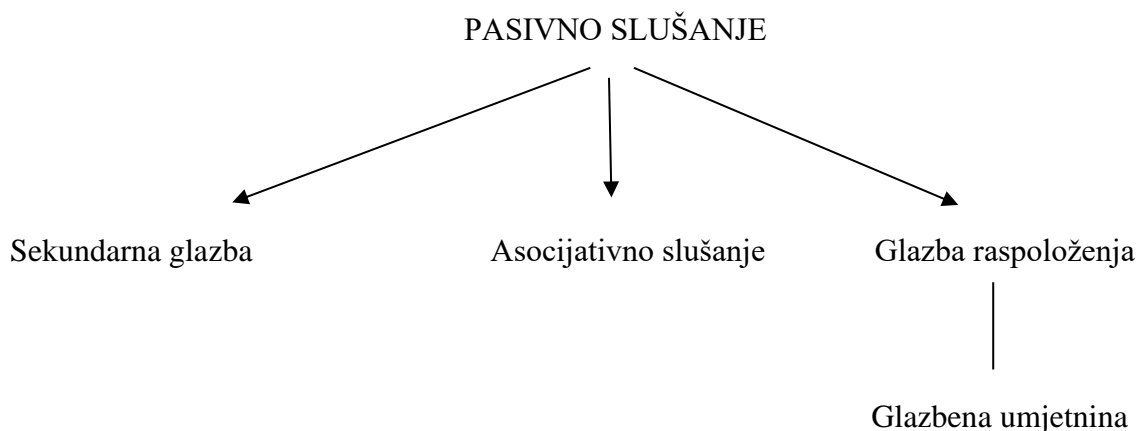 PASIVNO SLUŠANJE
Sekundarna glazba
Asocijativno slušanje
Glazba raspoloženja
Glazbena umjetnina